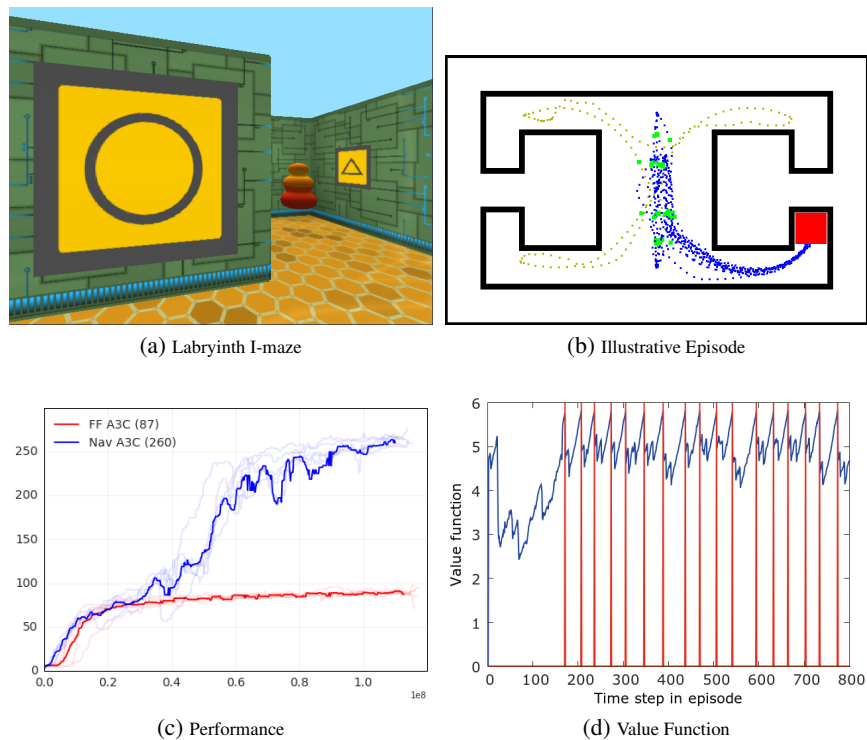 (a) Labryinth I-maze
(b) Illustrative Episode
FF A3C (87)
Nav A3C (260)
250
200
150
100
50
0
0.0 0.2 0.4 0.6 0.8 1.0
1e8
(c) Performance
Value function
6
5
4
3
2
1
0
0 100 200 300 400 500 600 700 800
Time step in episode
(d) Value Function